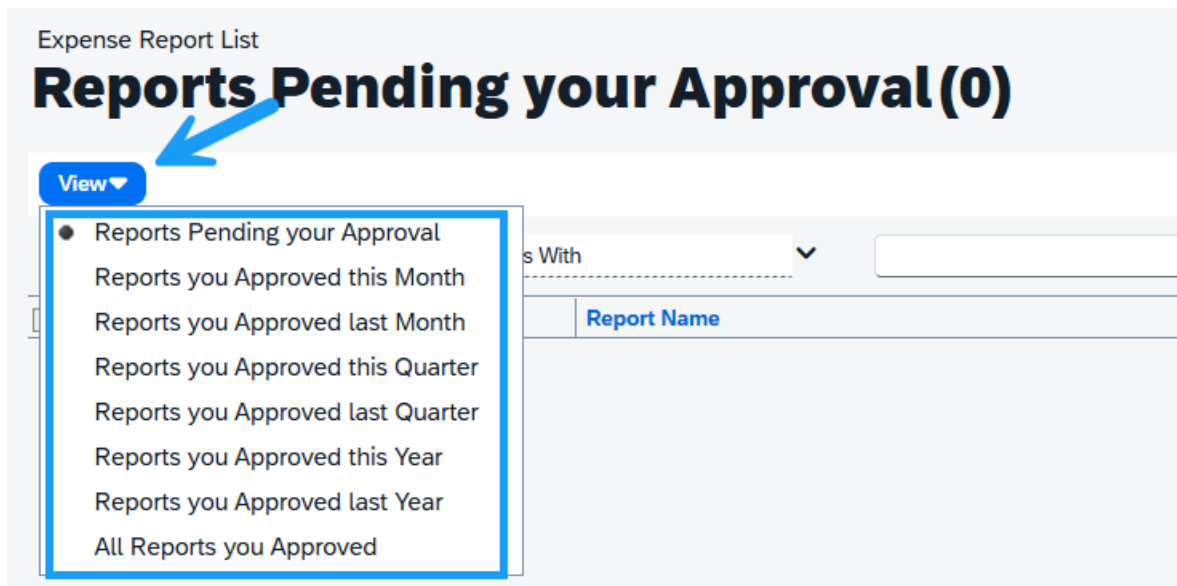 Expense Report List
Reports Pending your Approval(0)
View
Reports Pending your Approval
Reports you Approved this Month
Reports you Approved last Month
Reports you Approved this Quarter
Reports you Approved last Quarter
Reports you Approved this Year
Reports you Approved last Year
All Reports you Approved
s With
Report Name